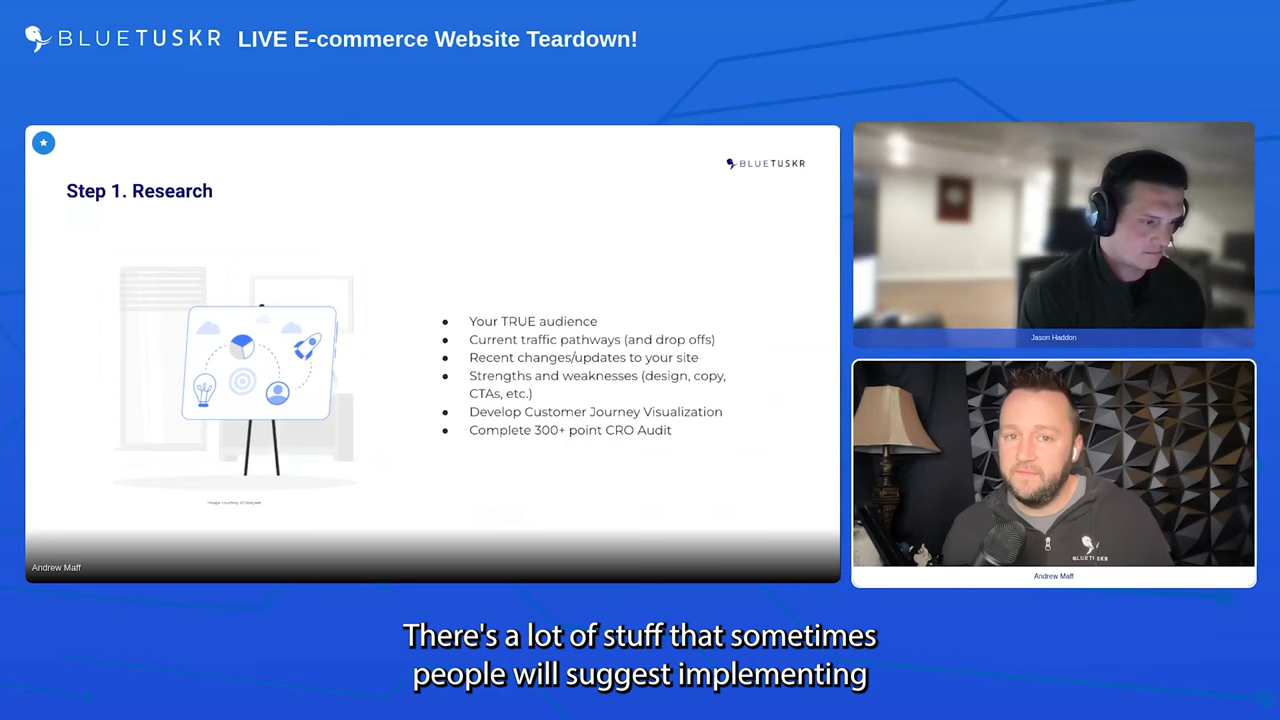 BLUETUSKR LIVE E-commerce Website Teardown!
BLUETUSKR
Step 1. Research
● Your TRUE audience
● Current traffic pathways (and drop offs)
● Recent changes/updates to your site
● Strengths and weaknesses (design, copy,
CTAs, etc.)
● Develop Customer Journey Visualization
● Complete 300+ point CRO Audit
Andrew Maff
Jason Haddon
BLUETUSKR
Andrew Maff
There's a lot of stuff that sometimes
people will suggest implementing